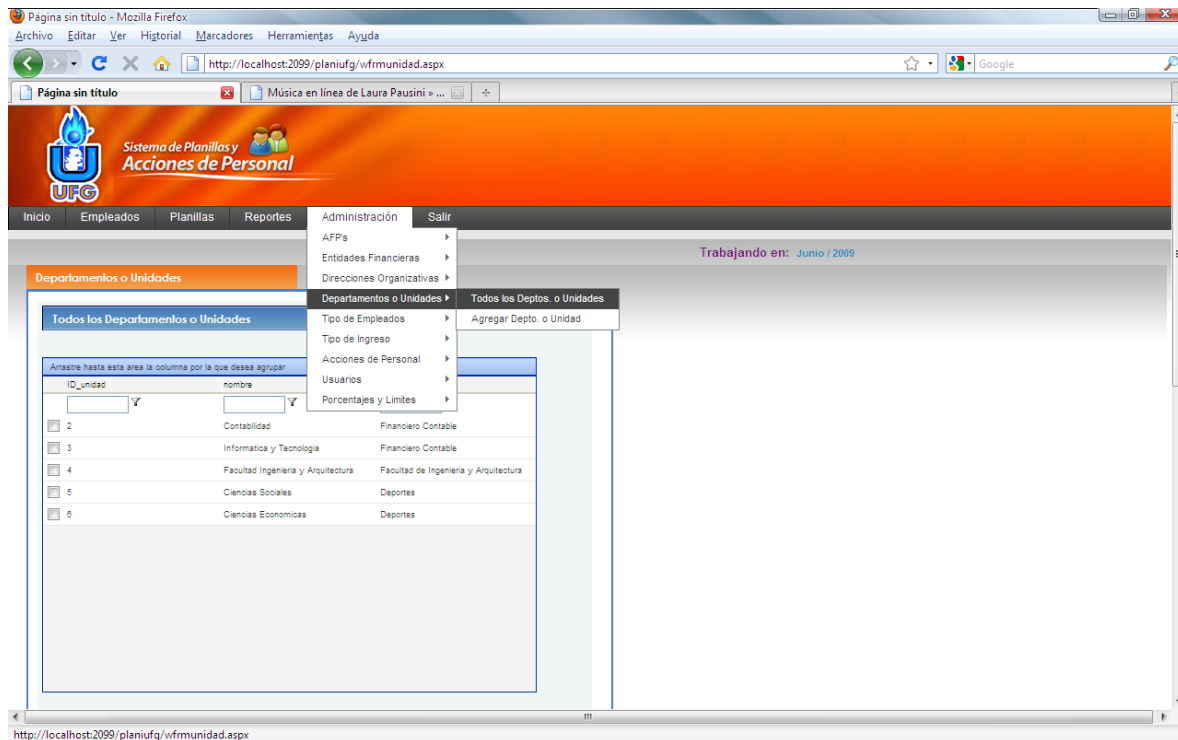 Página sin título - Mozilla Firefox
Archivo Editar Ver Historial Marcadores Herramientas Ayuda
http://localhost:2099/planiufg/wfrmunidad.aspx
Google
Página sin título
Música en línea de Laura Pausini » ...
Sistema de Planillas y
Acciones de Personal
UFG
Inicio Empleados Planillas Reportes Administración Salir
AFP's
Trabajando en: Junio / 2009
Entidades Financieras
Departamentos o Unidades
Direcciones Organizativas
Departamentos o Unidades
Todos los Deptos. o Unidades
Todos los Departamentos o Unidades
Tipo de Empleados
Agregar Depto. o Unidad
Tipo de Ingreso
Acciones de Personal
Arrastre hasta esta area la columna por la que desea agrupar
Usuarios
ID_unidad nombre
Porcentajes y Limites
2 Contabilidad Financiero Contable
3 Informatica y Tecnologia Financiero Contable
4 Facultad Ingenieria y Arquitectura Facultad de Ingenieria y Arquitectura
5 Ciencias Sociales Deportes
6 Ciencias Economicas Deportes
http://localhost:2099/planiufg/wfrmunidad.aspx